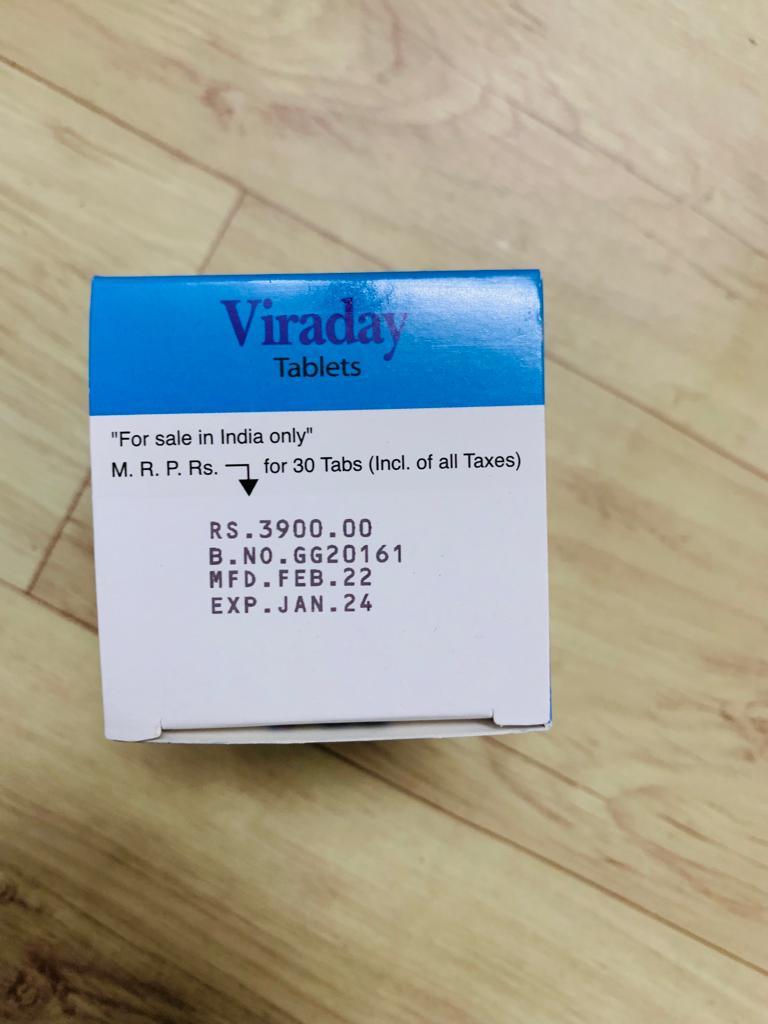 Viraday
Tablets
"For sale in India only"
M. R. P. Rs. for 30 Tabs (Incl. of all Taxes)
RS.3900.00
B.NO.GG20161
MFD.FEB.22
EXP.JAN.24